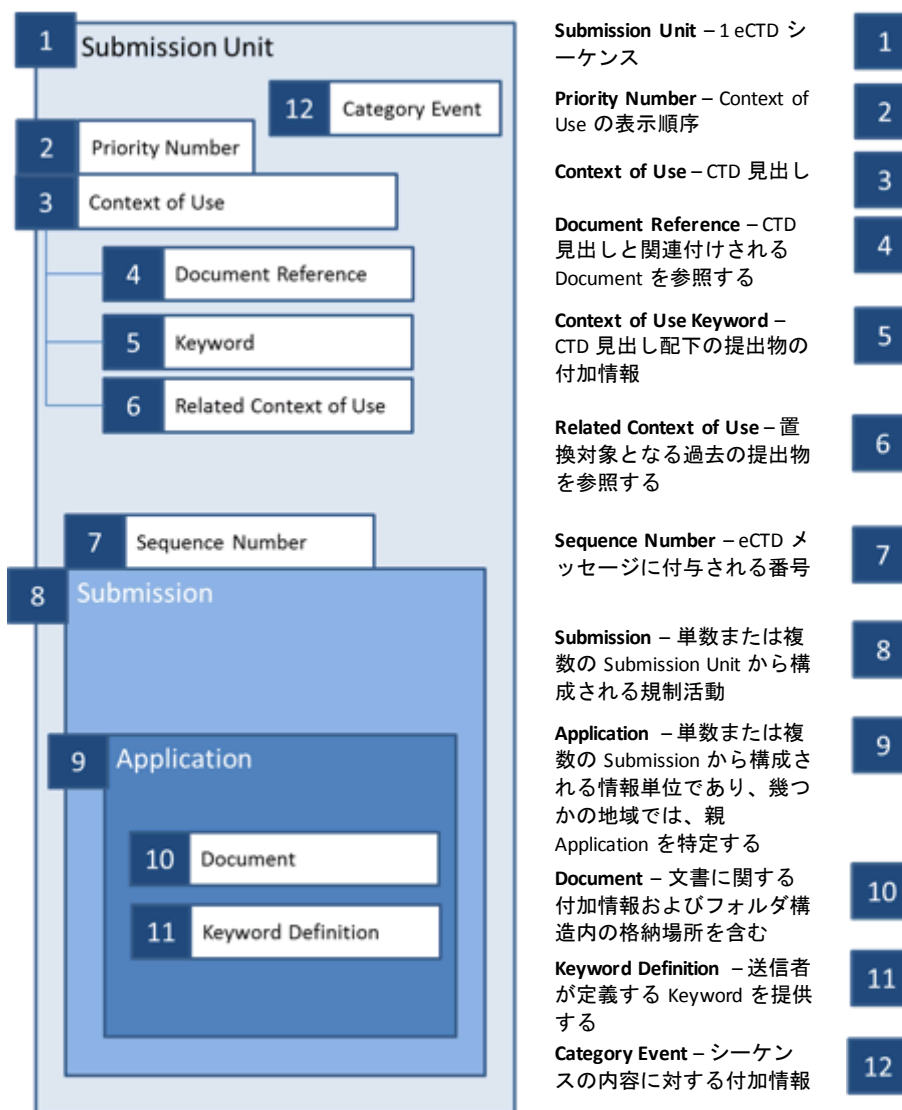 1 Submission Unit
12 Category Event
2 Priority Number
3 Context of Use
4 Document Reference
5 Keyword
6 Related Context of Use
7 Sequence Number
8 Submission
9 Application
10 Document
11 Keyword Definition
Submission Unit – 1 eCTD シ
ーケンス
1
Priority Number – Context of
Use の表示順序
2
Context of Use – CTD 見出し
3
Document Reference – CTD
見出しと関連付けされる
Document を参照する
4
Context of Use Keyword –
CTD 見出し配下の提出物の
付加情報
5
Related Context of Use – 置
換対象となる過去の提出物
を参照する
6
Sequence Number – eCTD メ
ッセージに付与される番号
7
Submission – 単数または複
数の Submission Unit から構
成される規制活動
8
Application – 単数または複
数の Submission から構成さ
れる情報単位であり、幾つ
かの地域では、親
Application を特定する
9
Document – 文書に関する
付加情報およびフォルダ構
造内の格納場所を含む
10
Keyword Definition – 送信者
が定義する Keyword を提供
する
11
Category Event – シーケン
スの内容に対する付加情報
12